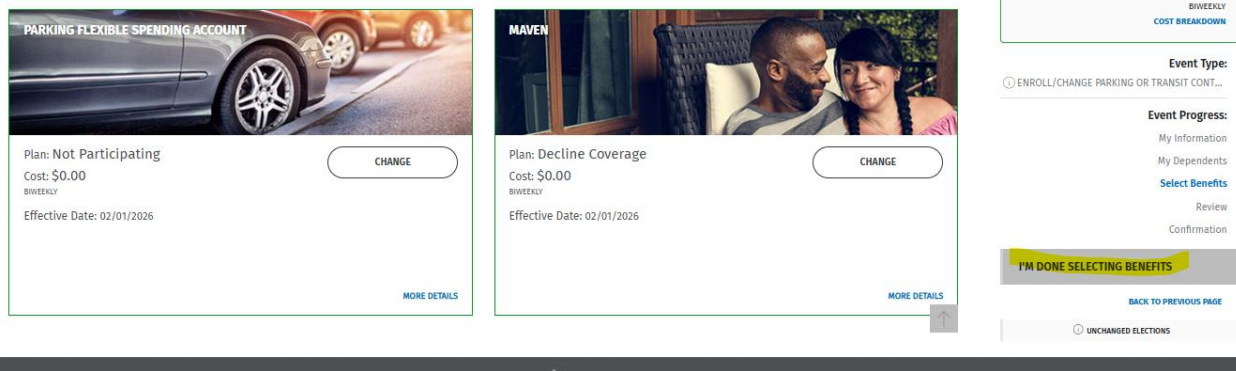 PARKING FLEXIBLE SPENDING ACCOUNT
Plan: Not Participating
CHANGE
Cost: $0.00
BIWEEKLY
Effective Date: 02/01/2026
MORE DETAILS
MAVEN
Plan: Decline Coverage
CHANGE
Cost: $0.00
BIWEEKLY
Effective Date: 02/01/2026
MORE DETAILS
BIWEEKLY
COST BREAKDOWN
Event Type:
ENROLL/CHANGE PARKING OR TRANSIT CONT...
Event Progress:
My Information
My Dependents
Select Benefits
Review
Confirmation
I'M DONE SELECTING BENEFITS
BACK TO PREVIOUS PAGE
UNCHANGED ELECTIONS